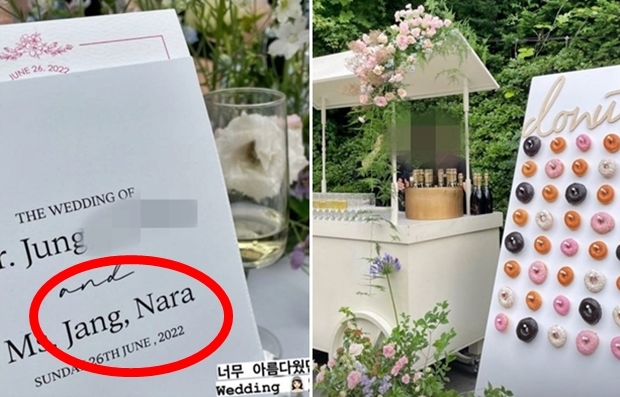 JUNE 26, 2022
THE WEDDING OF
r. Jung
and
Ms. Jang, Nara
SUNDAY 26TH JUNE, 2022
너무 아름다웠던
Wedding
donut